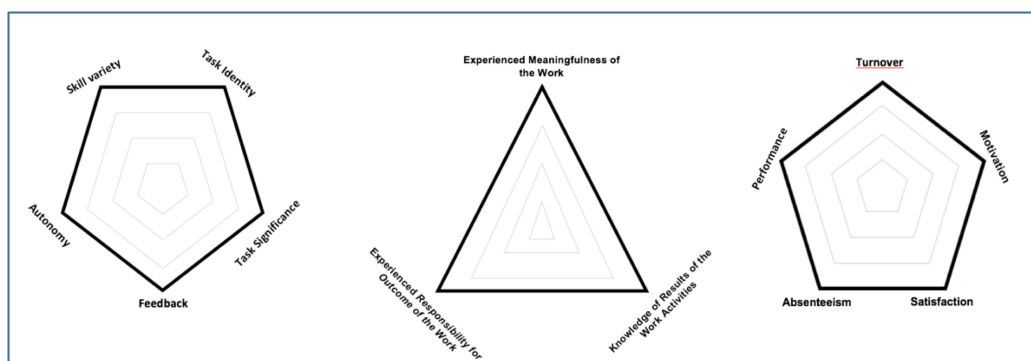 Skill variety
Task Identity
Autonomy
Task Significance
Feedback
Experienced Meaningfulness of
the Work
Experienced Responsibility for
Outcome of the Work
Knowledge of Results of the
Work Activities
Turnover
Performance
Motivation
Absenteeism
Satisfaction